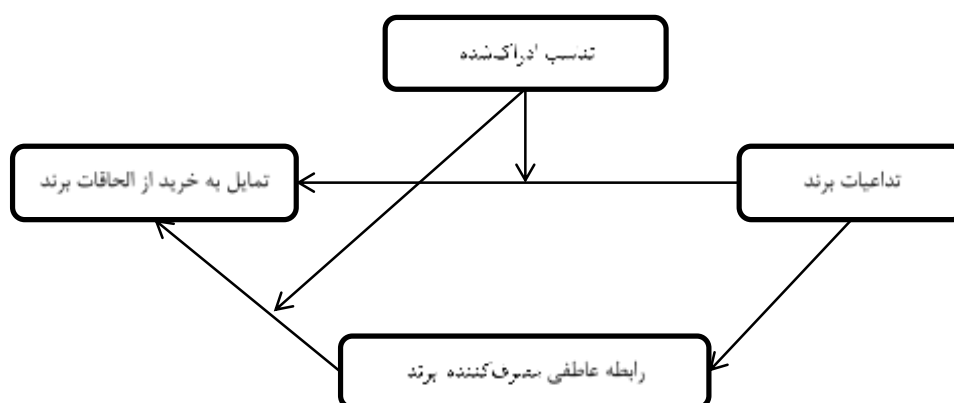 تناسب ادراک‌شده
تداعیات برند
تمایل به خرید از الحاقات برند
رابطه عاطفی مصرف‌کننده برند